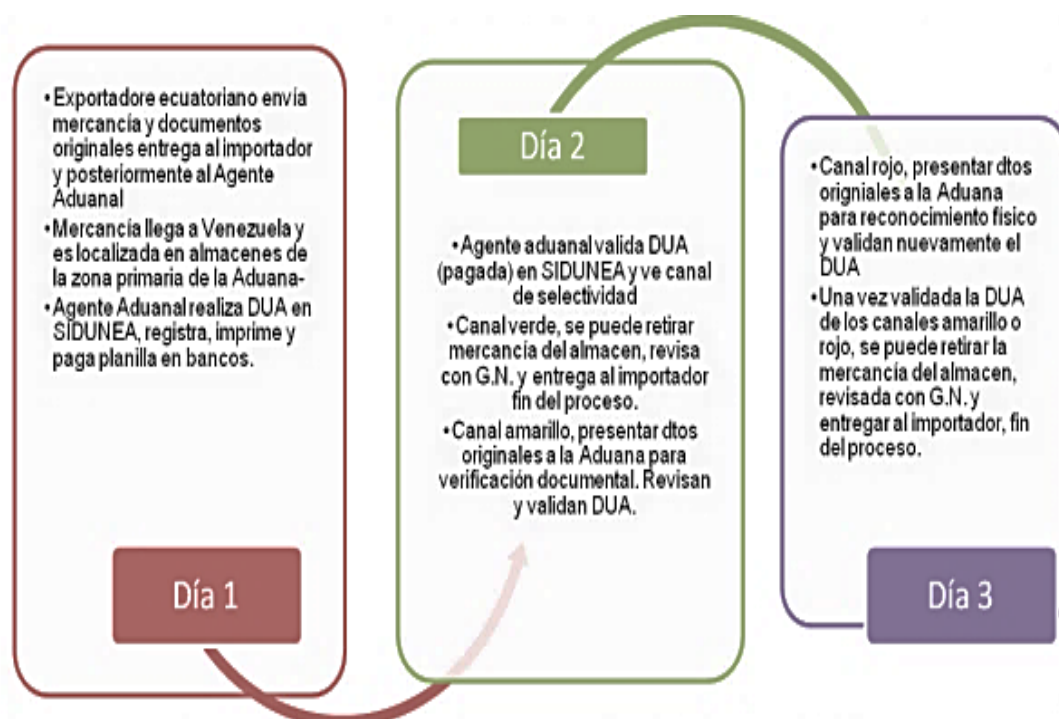 •Exportadore ecuatoriano envía
mercancía y documentos
originales entrega al importador
y posteriormente al Agente
Aduanal
•Mercancía llega a Venezuela y
es localizada en almacenes de
la zona primaria de la Aduana-
•Agente Aduanal realiza DUA en
SIDUNEA, registra, imprime y
paga planilla en bancos.
Día 1
Día 2
•Agente aduanal valida DUA
(pagada) en SIDUNEA y ve canal
de selectividad
•Canal verde, se puede retirar
mercancía del almacen, revisa
con G.N. y entrega al importador
fin del proceso.
•Canal amarillo, presentar dtos
originales a la Aduana para
verificación documental. Revisan
y validan DUA.
•Canal rojo, presentar dtos
origniales a la Aduana
para reconocimiento físico
y validan nuevamente el
DUA
•Una vez validada la DUA
de los canales amarillo o
rojo, se puede retirar la
mercancía del almacen,
revisada con G.N. y
entregar al importador, fin
del proceso.
Día 3